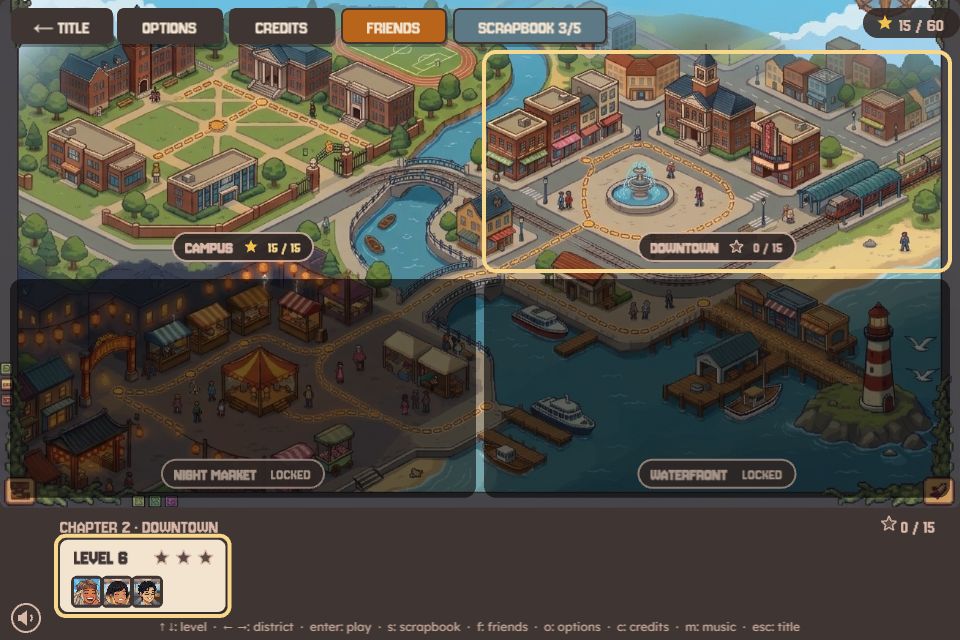 ← TITLE
OPTIONS
CREDITS
FRIENDS
SCRAPBOOK 3/5
15 / 60
CAMPUS 15 / 15
DOWNTOWN 0 / 15
NIGHT MARKET LOCKED
WATERFRONT LOCKED
CHAPTER 2 · DOWNTOWN
0 / 15
LEVEL 6
↑ ↓: level · ← →: district · enter: play · s: scrapbook · f: friends · o: options · c: credits · m: music · esc: title